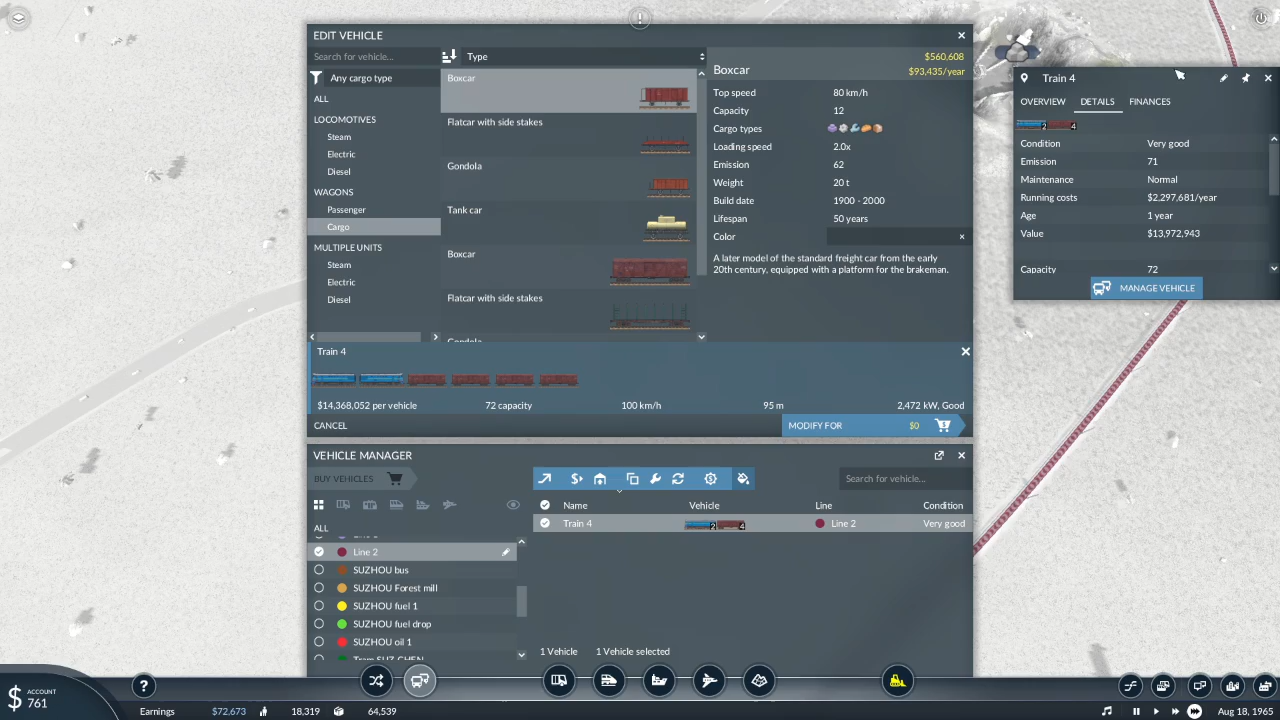 EDIT VEHICLE
Search for vehicle...
Type
$560,608
Boxcar
$93,435/year
Any cargo type
ALL
LOCOMOTIVES
Steam
Electric
Diesel
WAGONS
Passenger
Cargo
MULTIPLE UNITS
Steam
Electric
Diesel
Boxcar
Flatcar with side stakes
Gondola
Tank car
Boxcar
Flatcar with side stakes
Top speed 80 km/h
Capacity 12
Cargo types
Loading speed 2.0x
Emission 62
Weight 20 t
Build date 1900 - 2000
Lifespan 50 years
Color
A later model of the standard freight car from the early
20th century, equipped with a platform for the brakeman.
Train 4
$14,368,052 per vehicle 72 capacity 100 km/h 95 m 2,472 kW, Good
CANCEL
MODIFY FOR $0
Train 4
OVERVIEW DETAILS FINANCES
2 4
Condition Very good
Emission 71
Maintenance Normal
Running costs $2,297,681/year
Age 1 year
Value $13,972,943
Capacity 72
MANAGE VEHICLE
VEHICLE MANAGER
BUY VEHICLES
Search for vehicle...
ALL
Line 2
SUZHOU bus
SUZHOU Forest mill
SUZHOU fuel 1
SUZHOU fuel drop
SUZHOU oil 1
Tram SUZ CHEN
Name Vehicle Line Condition
Train 4 2 4 Line 2 Very good
1 Vehicle 1 Vehicle selected
$ ACCOUNT
761
?
Earnings $72,673 18,319 64,539
Aug 18, 1965